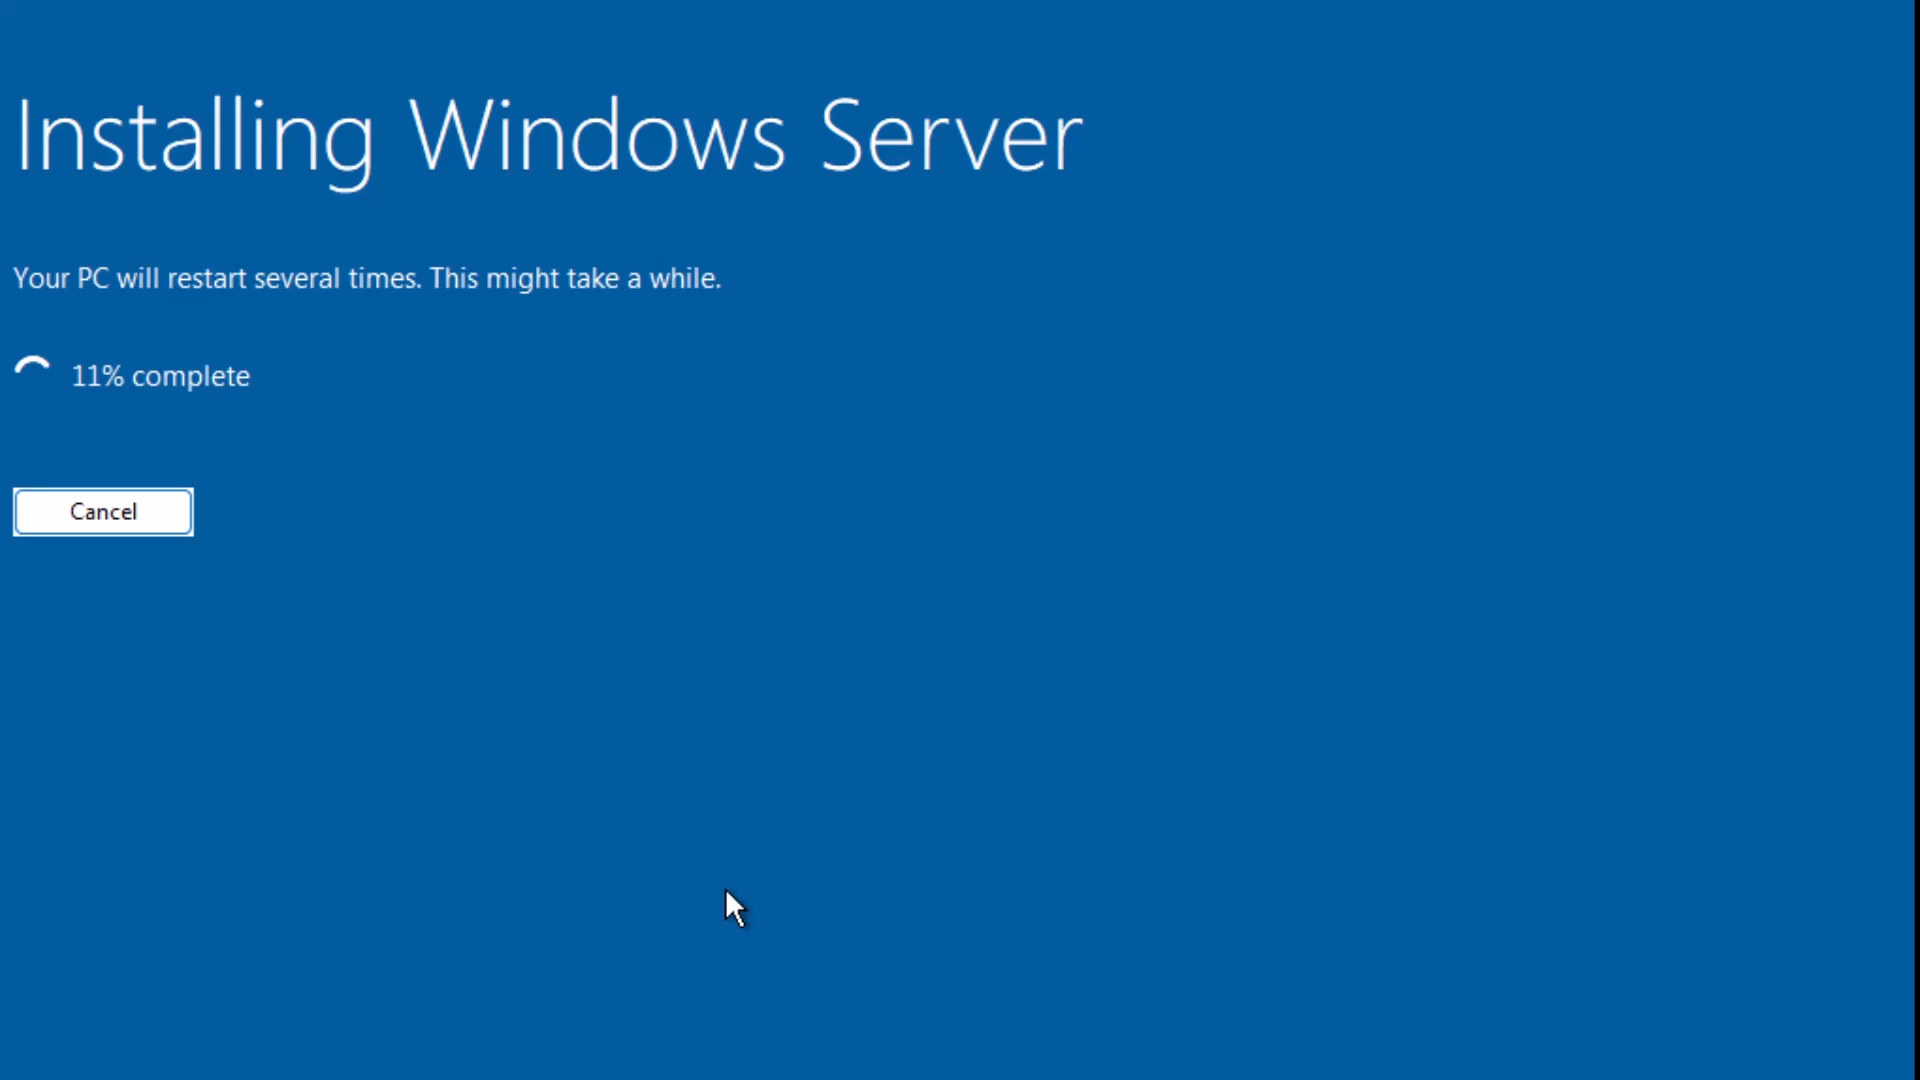 Installing Windows Server
Your PC will restart several times. This might take a while.
11% complete
Cancel